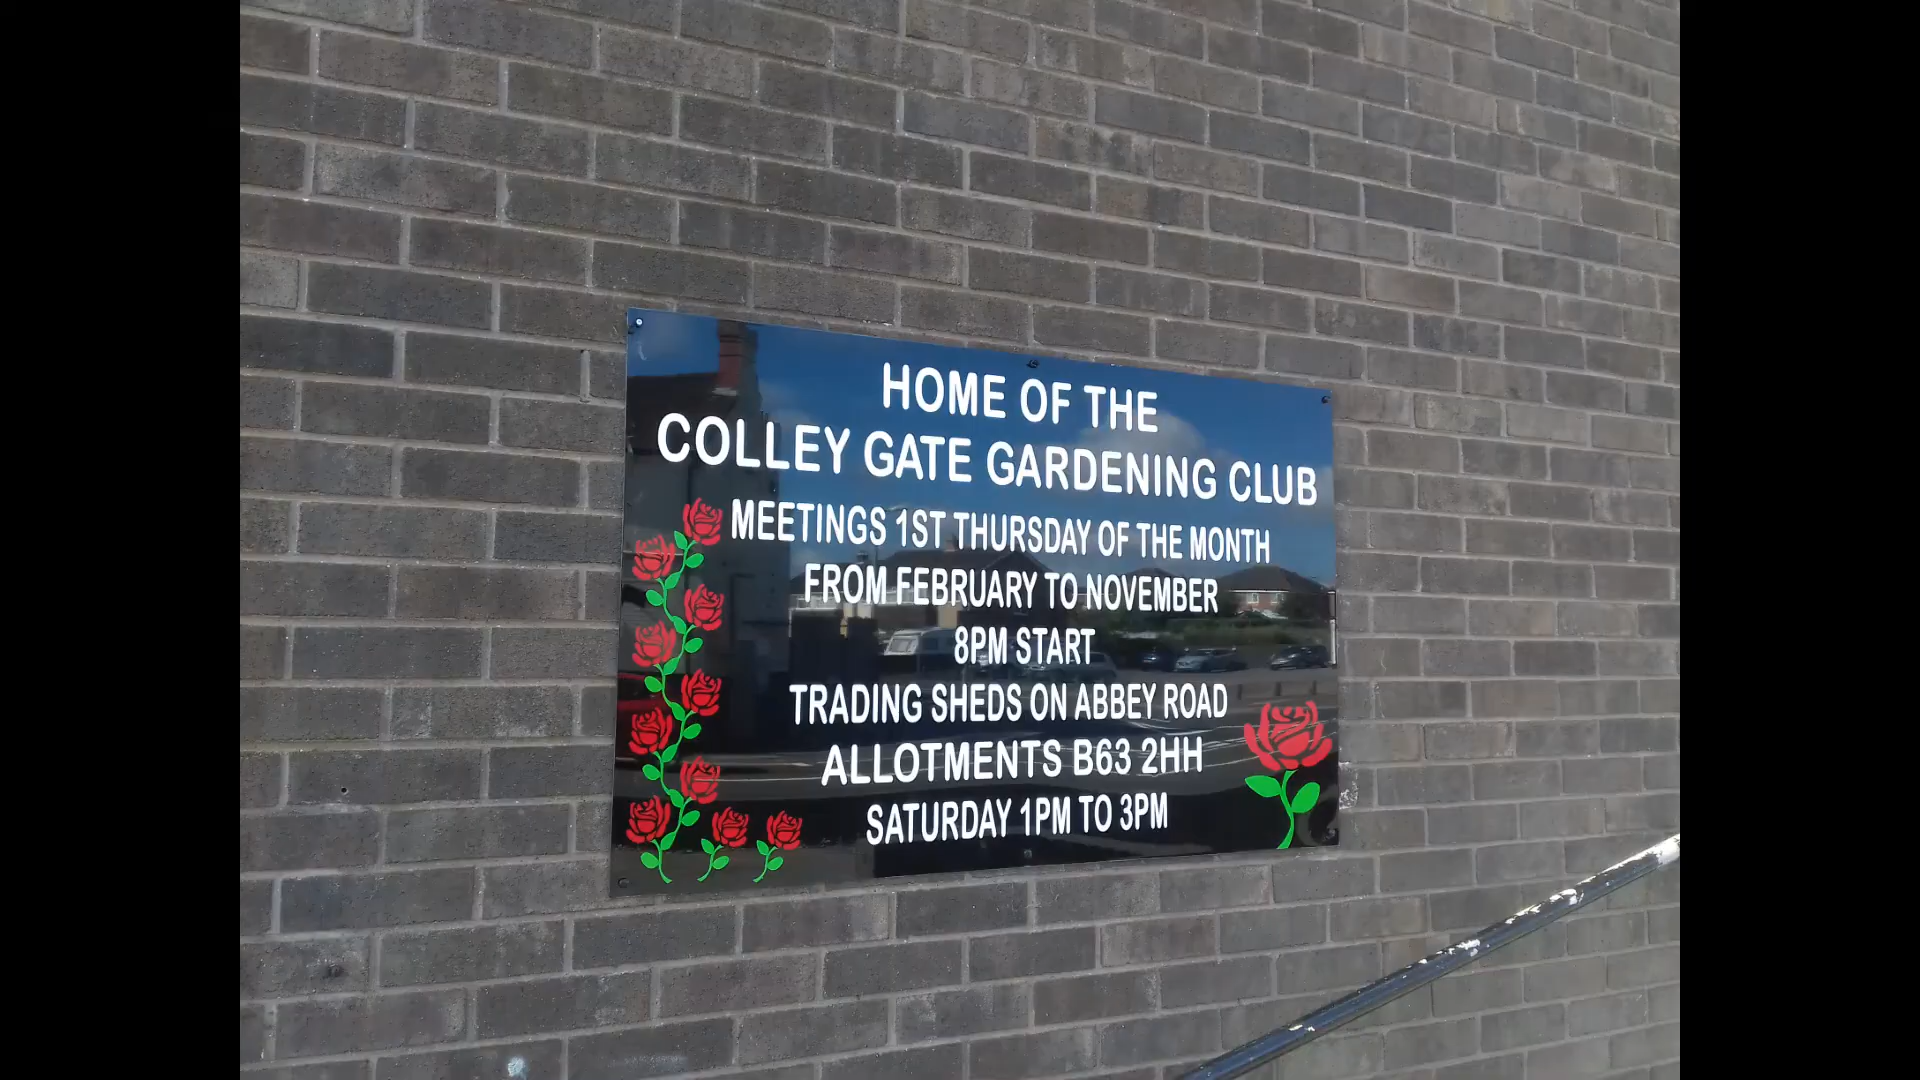 HOME OF THE
COLLEY GATE GARDENING CLUB
MEETINGS 1ST THURSDAY OF THE MONTH
FROM FEBRUARY TO NOVEMBER
8PM START
TRADING SHEDS ON ABBEY ROAD
ALLOTMENTS B63 2HH
SATURDAY 1PM TO 3PM